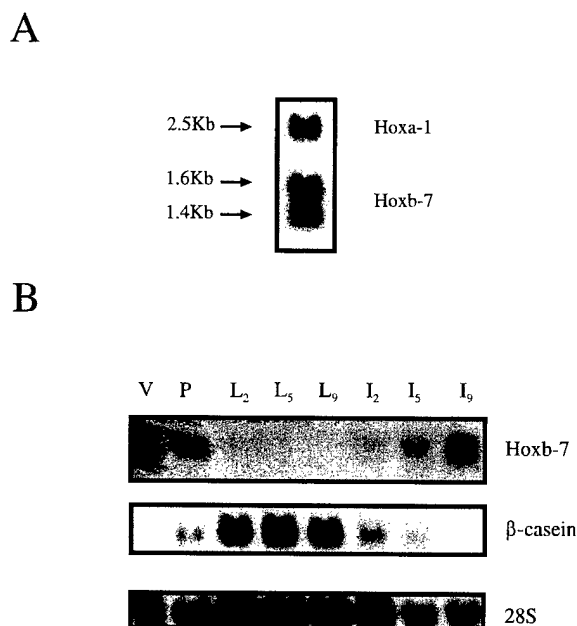 A
2.5Kb Hoxa-1
1.6Kb
Hoxb-7
1.4Kb
B
V P L₂ L₅ L₉ I₂ I₅ I₉
Hoxb-7
β-casein
28S